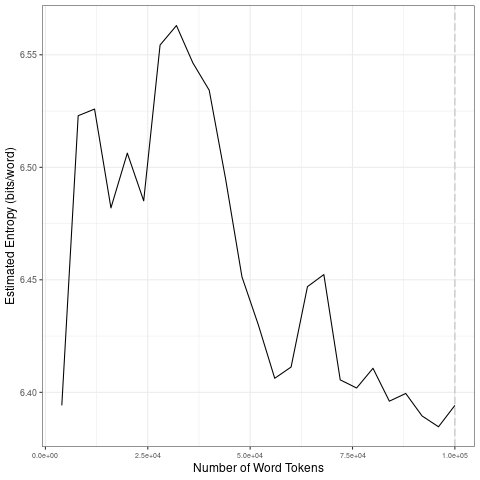 Estimated Entropy (bits/word)
6.55
6.50
6.45
6.40
0.0e+00 2.5e+04 5.0e+04 7.5e+04 1.0e+05
Number of Word Tokens